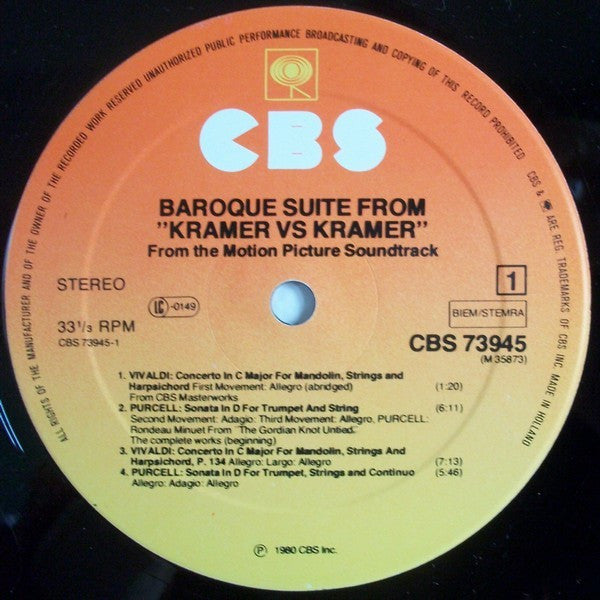 ALL RIGHTS OF THE MANUFACTURER AND OF THE OWNER OF THE RECORDED WORK RESERVED UNAUTHORIZED PUBLIC PERFORMANCE BROADCASTING AND COPYING OF THIS RECORD PROHIBITED
CBS & ARE REG. TRADEMARKS OF CBS INC. MADE IN HOLLAND
CBS
BAROQUE SUITE FROM
"KRAMER VS KRAMER"
From the Motion Picture Soundtrack
STEREO
LC-0149
1
33 1/3 RPM
BIEM/STEMRA
CBS 73945-1
CBS 73945
(M 35873)
1. VIVALDI: Concerto In C Major For Mandolin, Strings and
Harpsichord First Movement: Allegro (abridged) (1:20)
From CBS Masterworks
2. PURCELL: Sonata In D For Trumpet And String (6:11)
Second Movement: Adagio: Third Movement: Allegro, PURCELL:
Rondeau Minuet From "The Gordian Knot Untied."
The complete works (beginning)
3. VIVALDI: Concerto In C Major For Mandolin, Strings And
Harpsichord, P. 134 Allegro: Largo: Allegro (7:13)
4. PURCELL: Sonata In D For Trumpet, Strings and Continuo (5:46)
Allegro: Adagio: Allegro
Ⓟ 1980 CBS Inc.